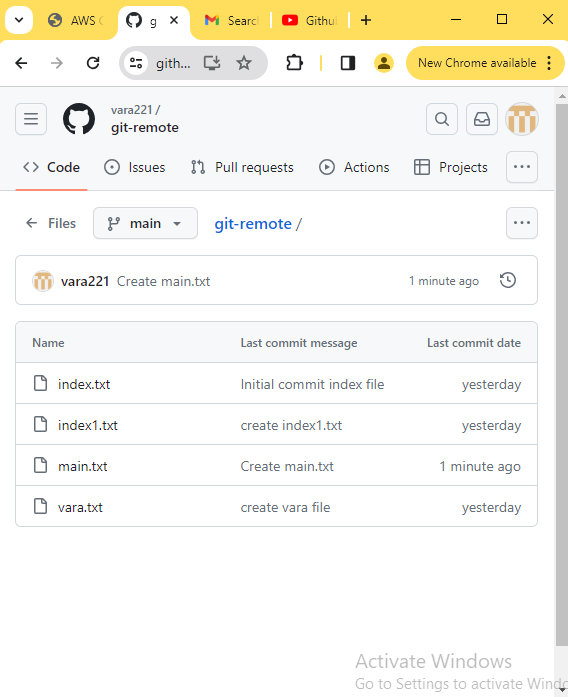 AWS
g
Searc
Githu
gith...
New Chrome available
vara221 /
git-remote
Code
Issues
Pull requests
Actions
Projects
Files
main
git-remote /
vara221 Create main.txt 1 minute ago
Name Last commit message Last commit date
index.txt Initial commit index file yesterday
index1.txt create index1.txt yesterday
main.txt Create main.txt 1 minute ago
vara.txt create vara file yesterday
Activate Windows
Go to Settings to activate Windo